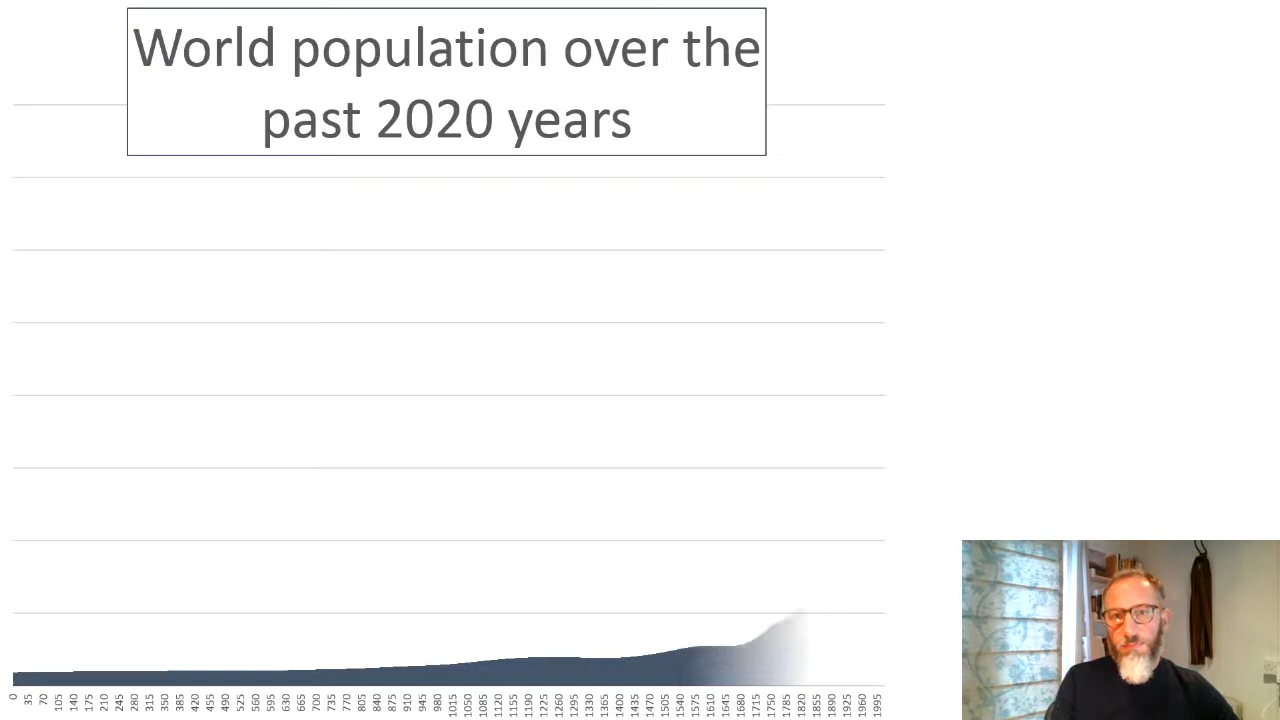 World population over the
past 2020 years
0 35 70 105 140 175 210 245 280 315 350 385 420 455 490 525 560 595 630 665 700 735 770 805 840 875 910 945 980 1015 1050 1085 1120 1155 1190 1225 1260 1295 1330 1365 1400 1435 1470 1505 1540 1575 1610 1645 1680 1715 1750 1785 1820 1855 1890 1925 1960 1995